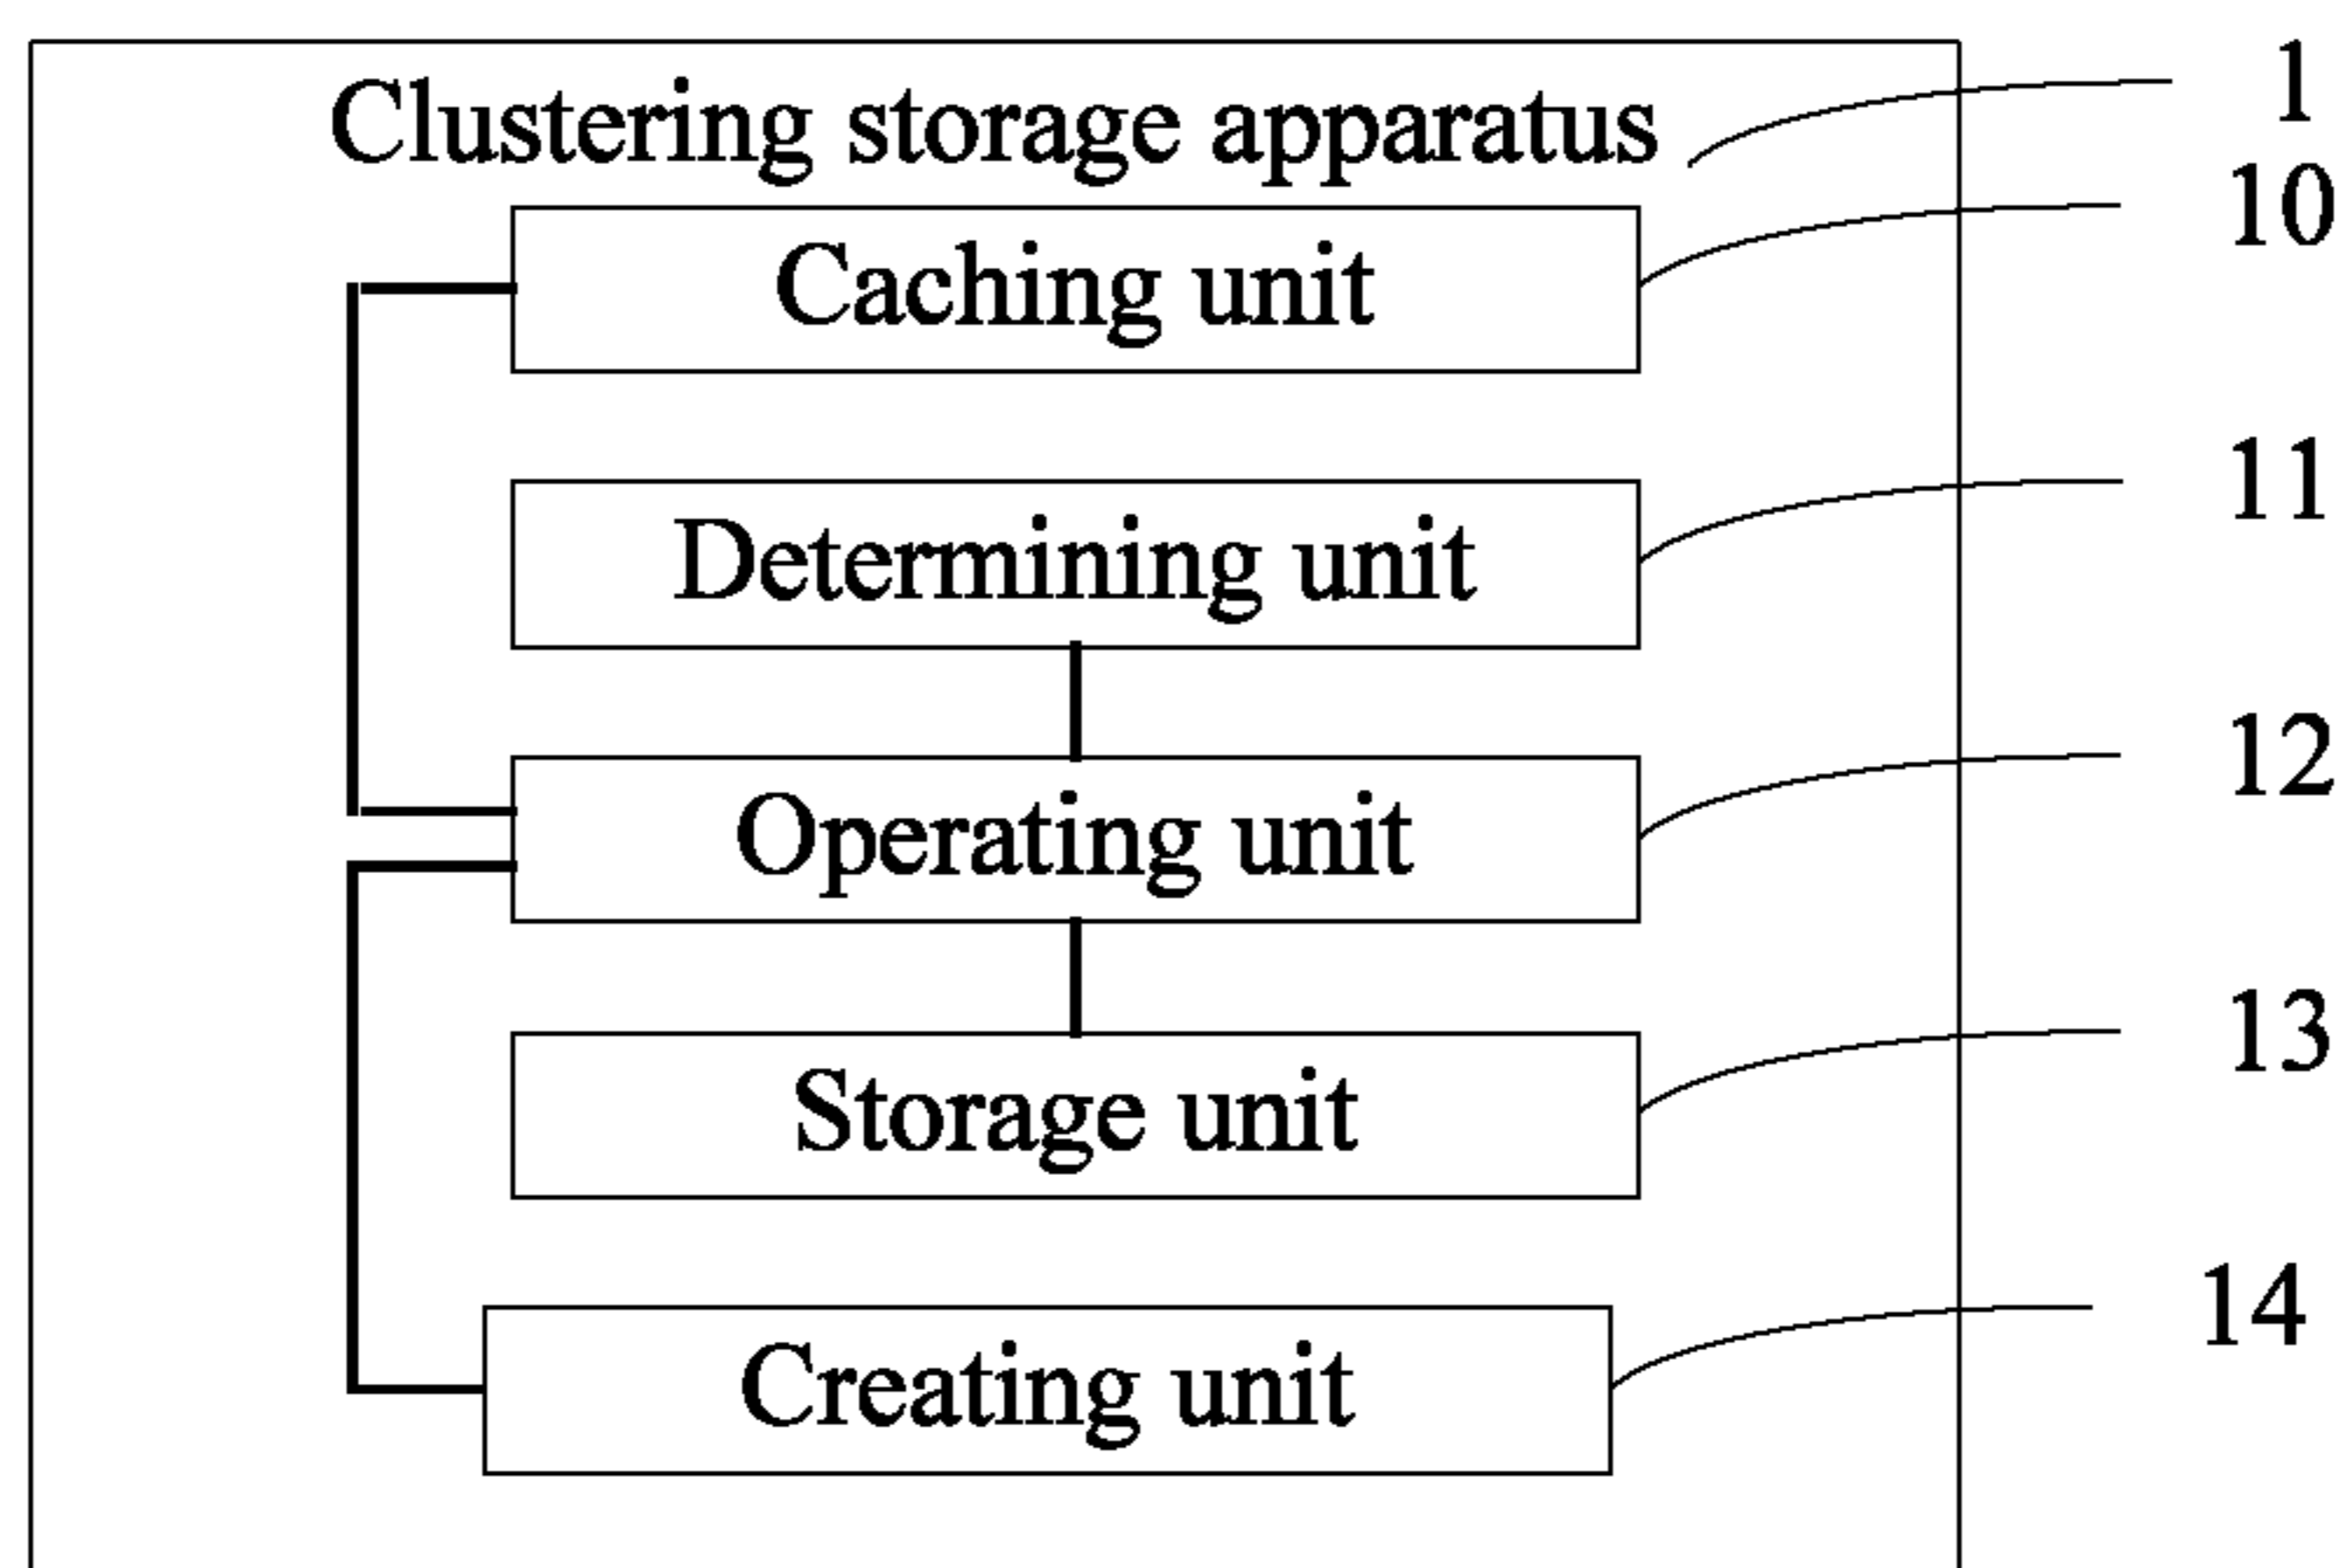 Clustering storage apparatus 1
Caching unit 10
Determining unit 11
Operating unit 12
Storage unit 13
Creating unit 14